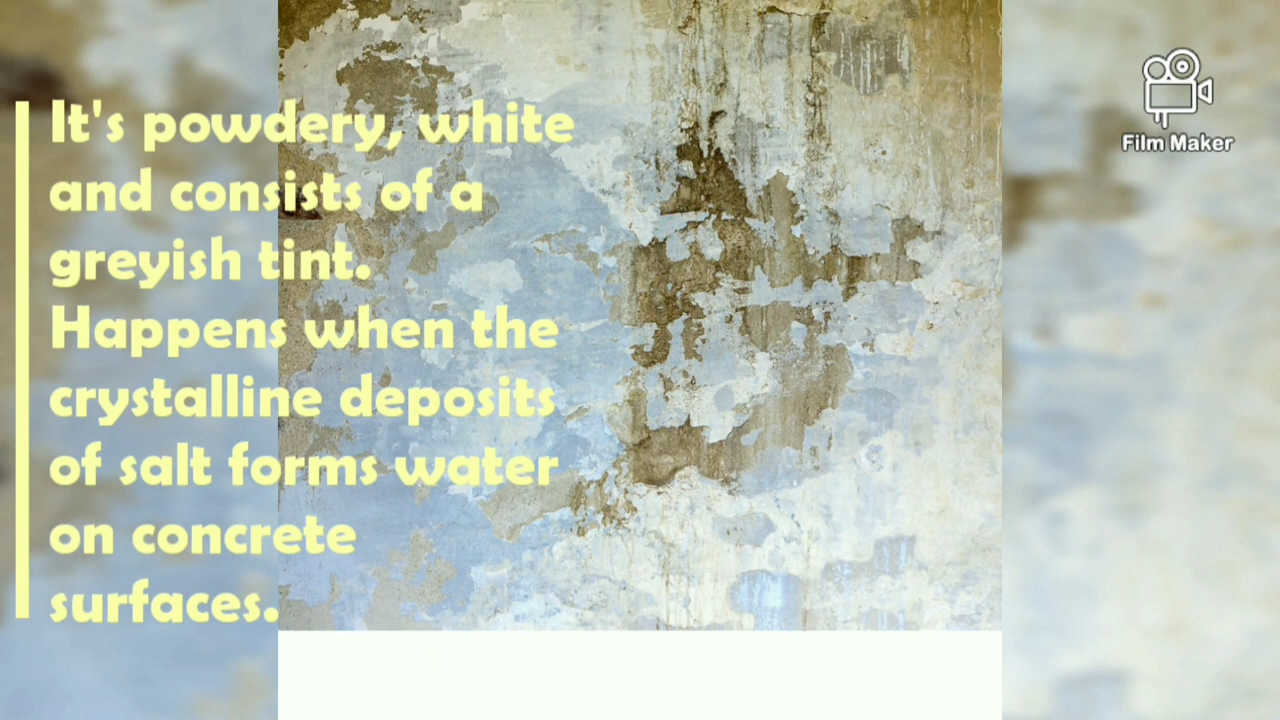 It's powdery, white
and consists of a
greyish tint.
Happens when the
crystalline deposits
of salt forms water
on concrete
surfaces.
Film Maker